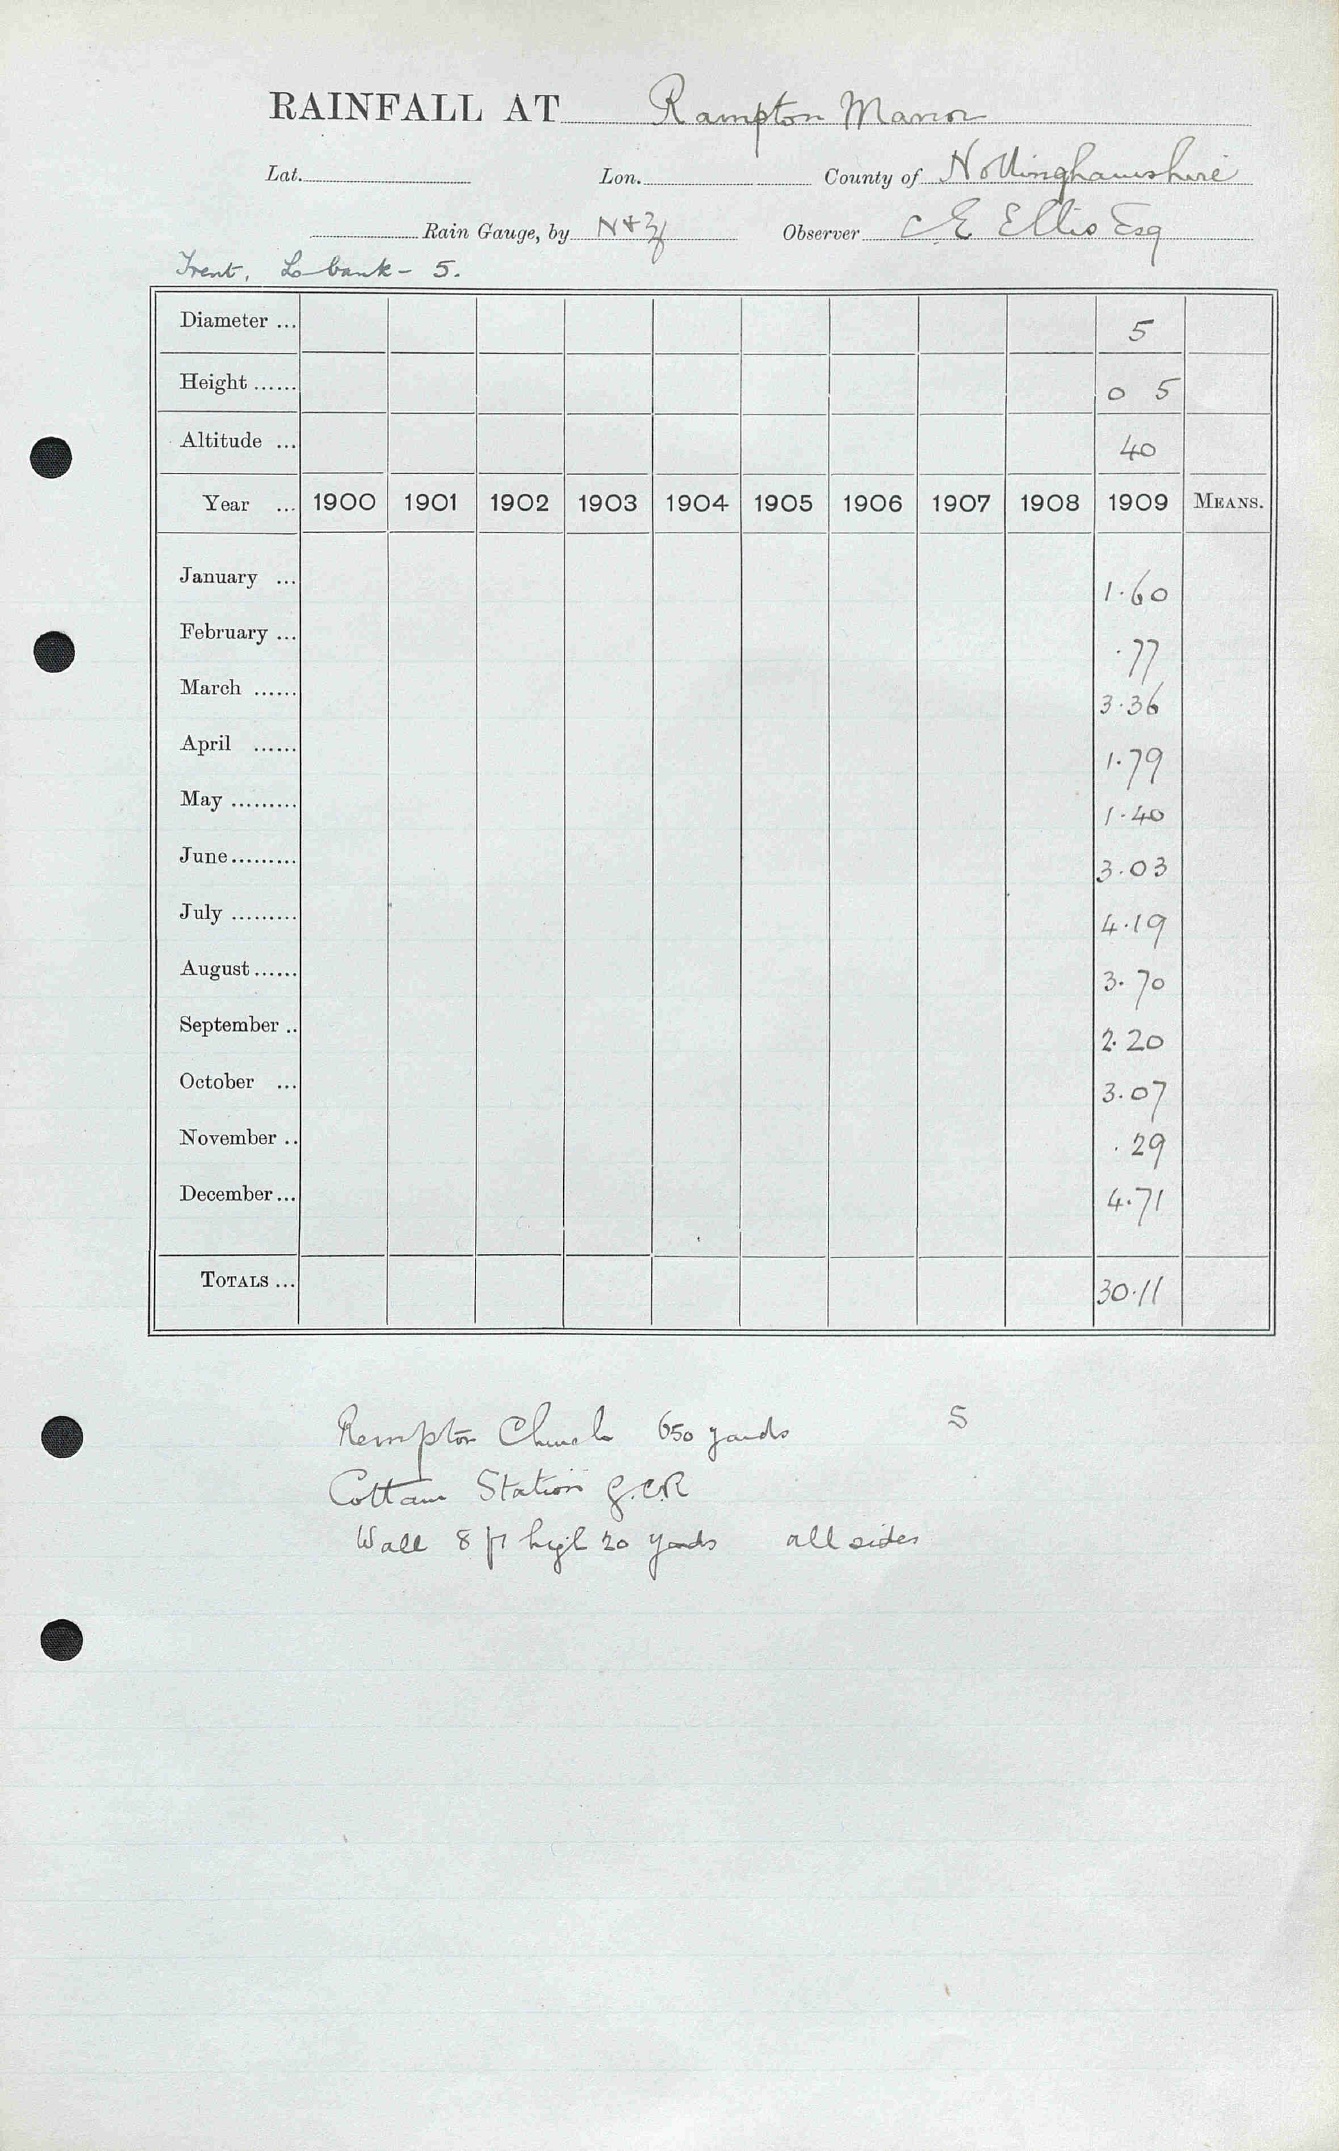 RAINFALL AT Rampton Manor
Lat. Lon. County of Nottinghamshire
Rain Gauge, by N+Z Observer C E Ellis Esq
Trent, L bank - 5.
Diameter ... 5
Height ...... 0 5
Altitude ... 40
Year ... 1900 1901 1902 1903 1904 1905 1906 1907 1908 1909 MEANS.
January ... 1.60
February ... .77
March ...... 3.36
April ...... 1.79
May ......... 1.40
June ......... 3.03
July ......... 4.19
August ...... 3.70
September .. 2.20
October ... 3.07
November .. .29
December ... 4.71
TOTALS ... 30.11
Rampton Church 650 yards S
Cottam Station G.C.R
Wall 8 ft high 20 yards all sides